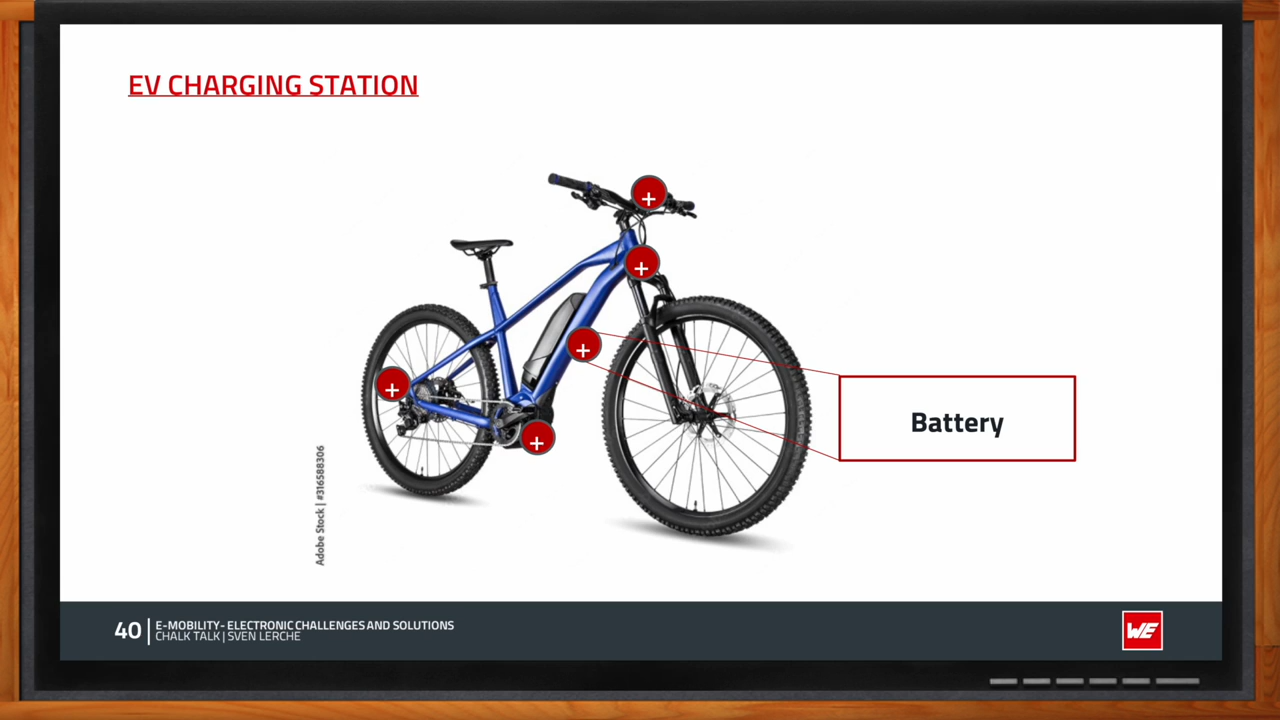 EV CHARGING STATION
Battery
Adobe Stock | #316588306
40
E-MOBILITY- ELECTRONIC CHALLENGES AND SOLUTIONS
CHALK TALK | SVEN LERCHE
WE